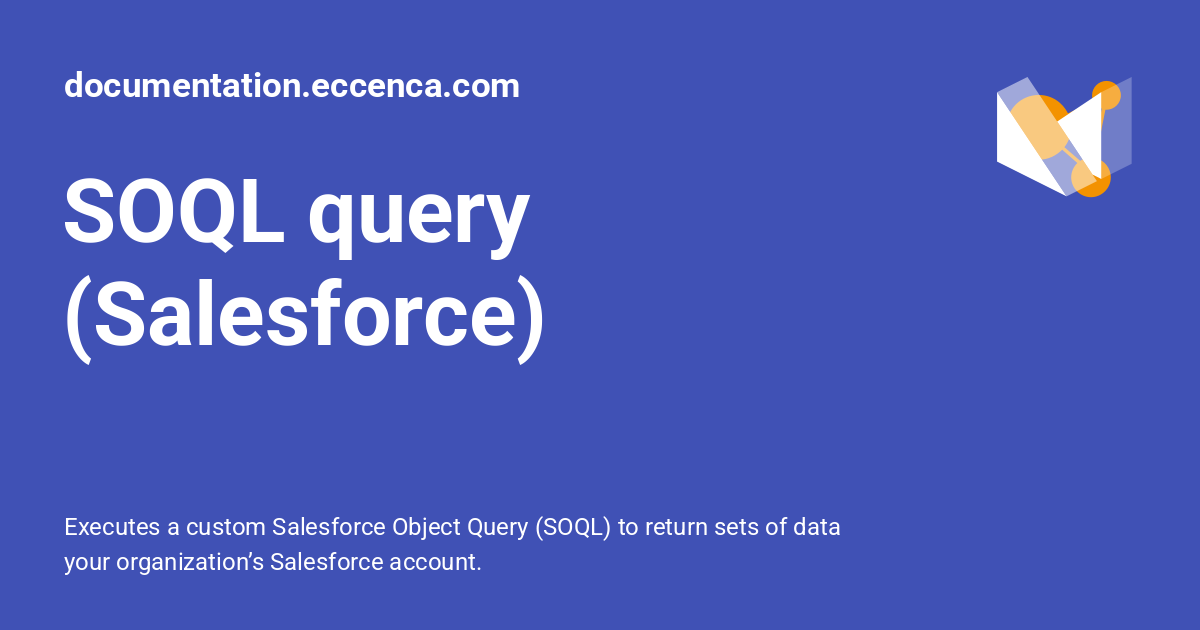 documentation.eccenca.com
SOQL query
(Salesforce)
Executes a custom Salesforce Object Query (SOQL) to return sets of data
your organization’s Salesforce account.